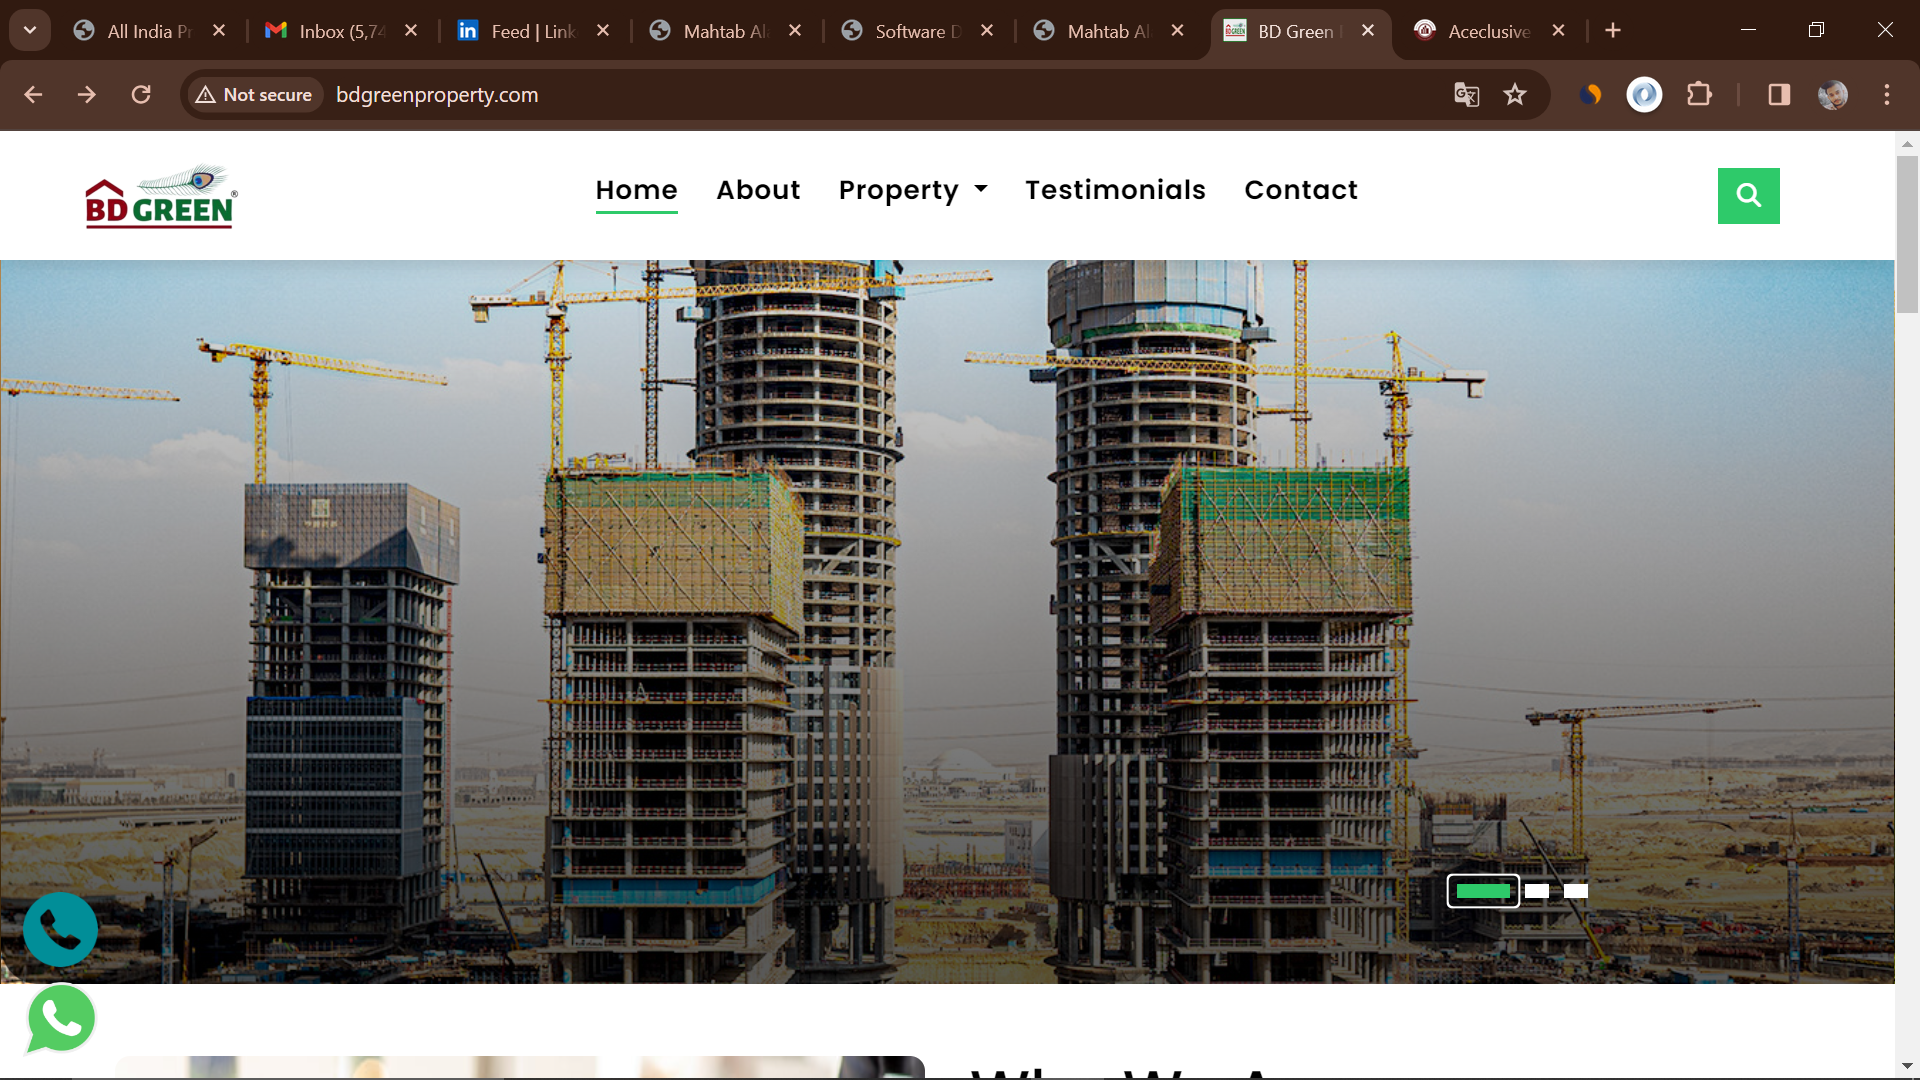 All India Pr
Inbox (5,74
Feed | Link
Mahtab Al
Software D
Mahtab Al
BD Green
Aceclusive
Not secure
bdgreenproperty.com
BD GREEN®
Home
About
Property
Testimonials
Contact